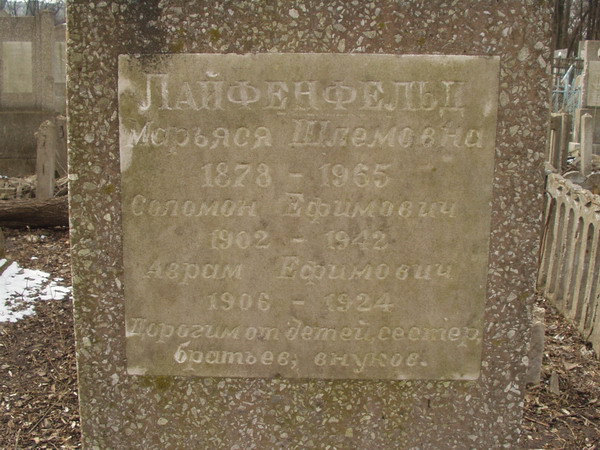 Лайфенфельд
Марьяся Шлемовна
1878 - 1965
Соломон Ефимович
1902 - 1942
Аврам Ефимович
1906 - 1924
Дорогим от детей, сестер,
братьев, внуков.